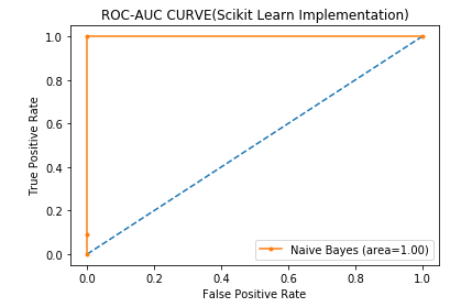 ROC-AUC CURVE(Scikit Learn Implementation)
True Positive Rate
1.0
0.8
0.6
0.4
0.2
0.0
Naive Bayes (area=1.00)
0.0 0.2 0.4 0.6 0.8 1.0
False Positive Rate